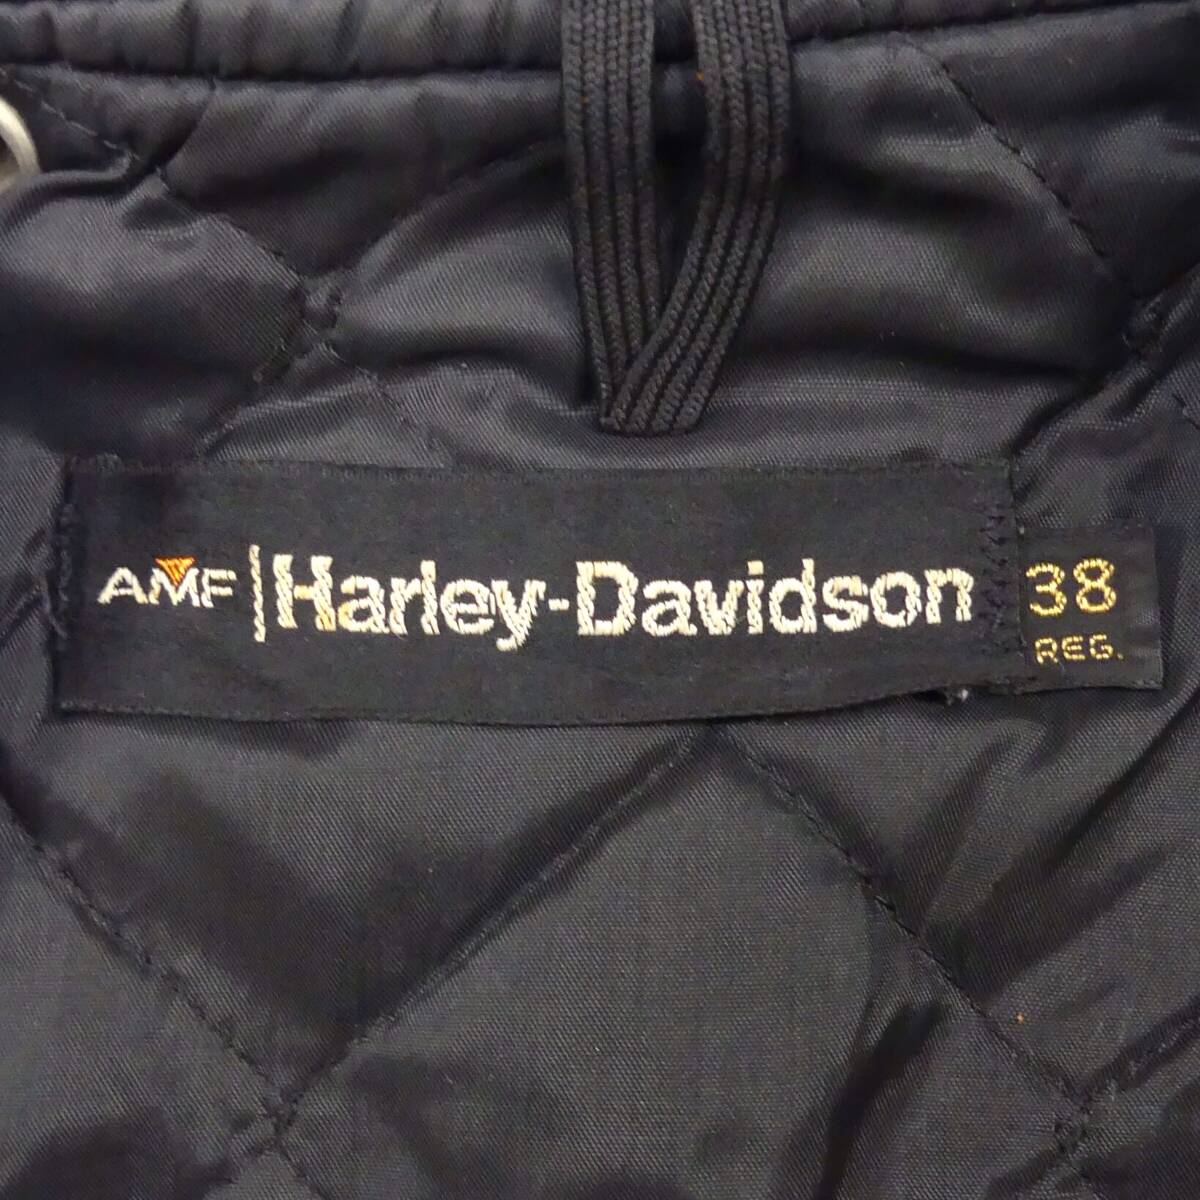 AMF | Harley-Davidson
38
REG.